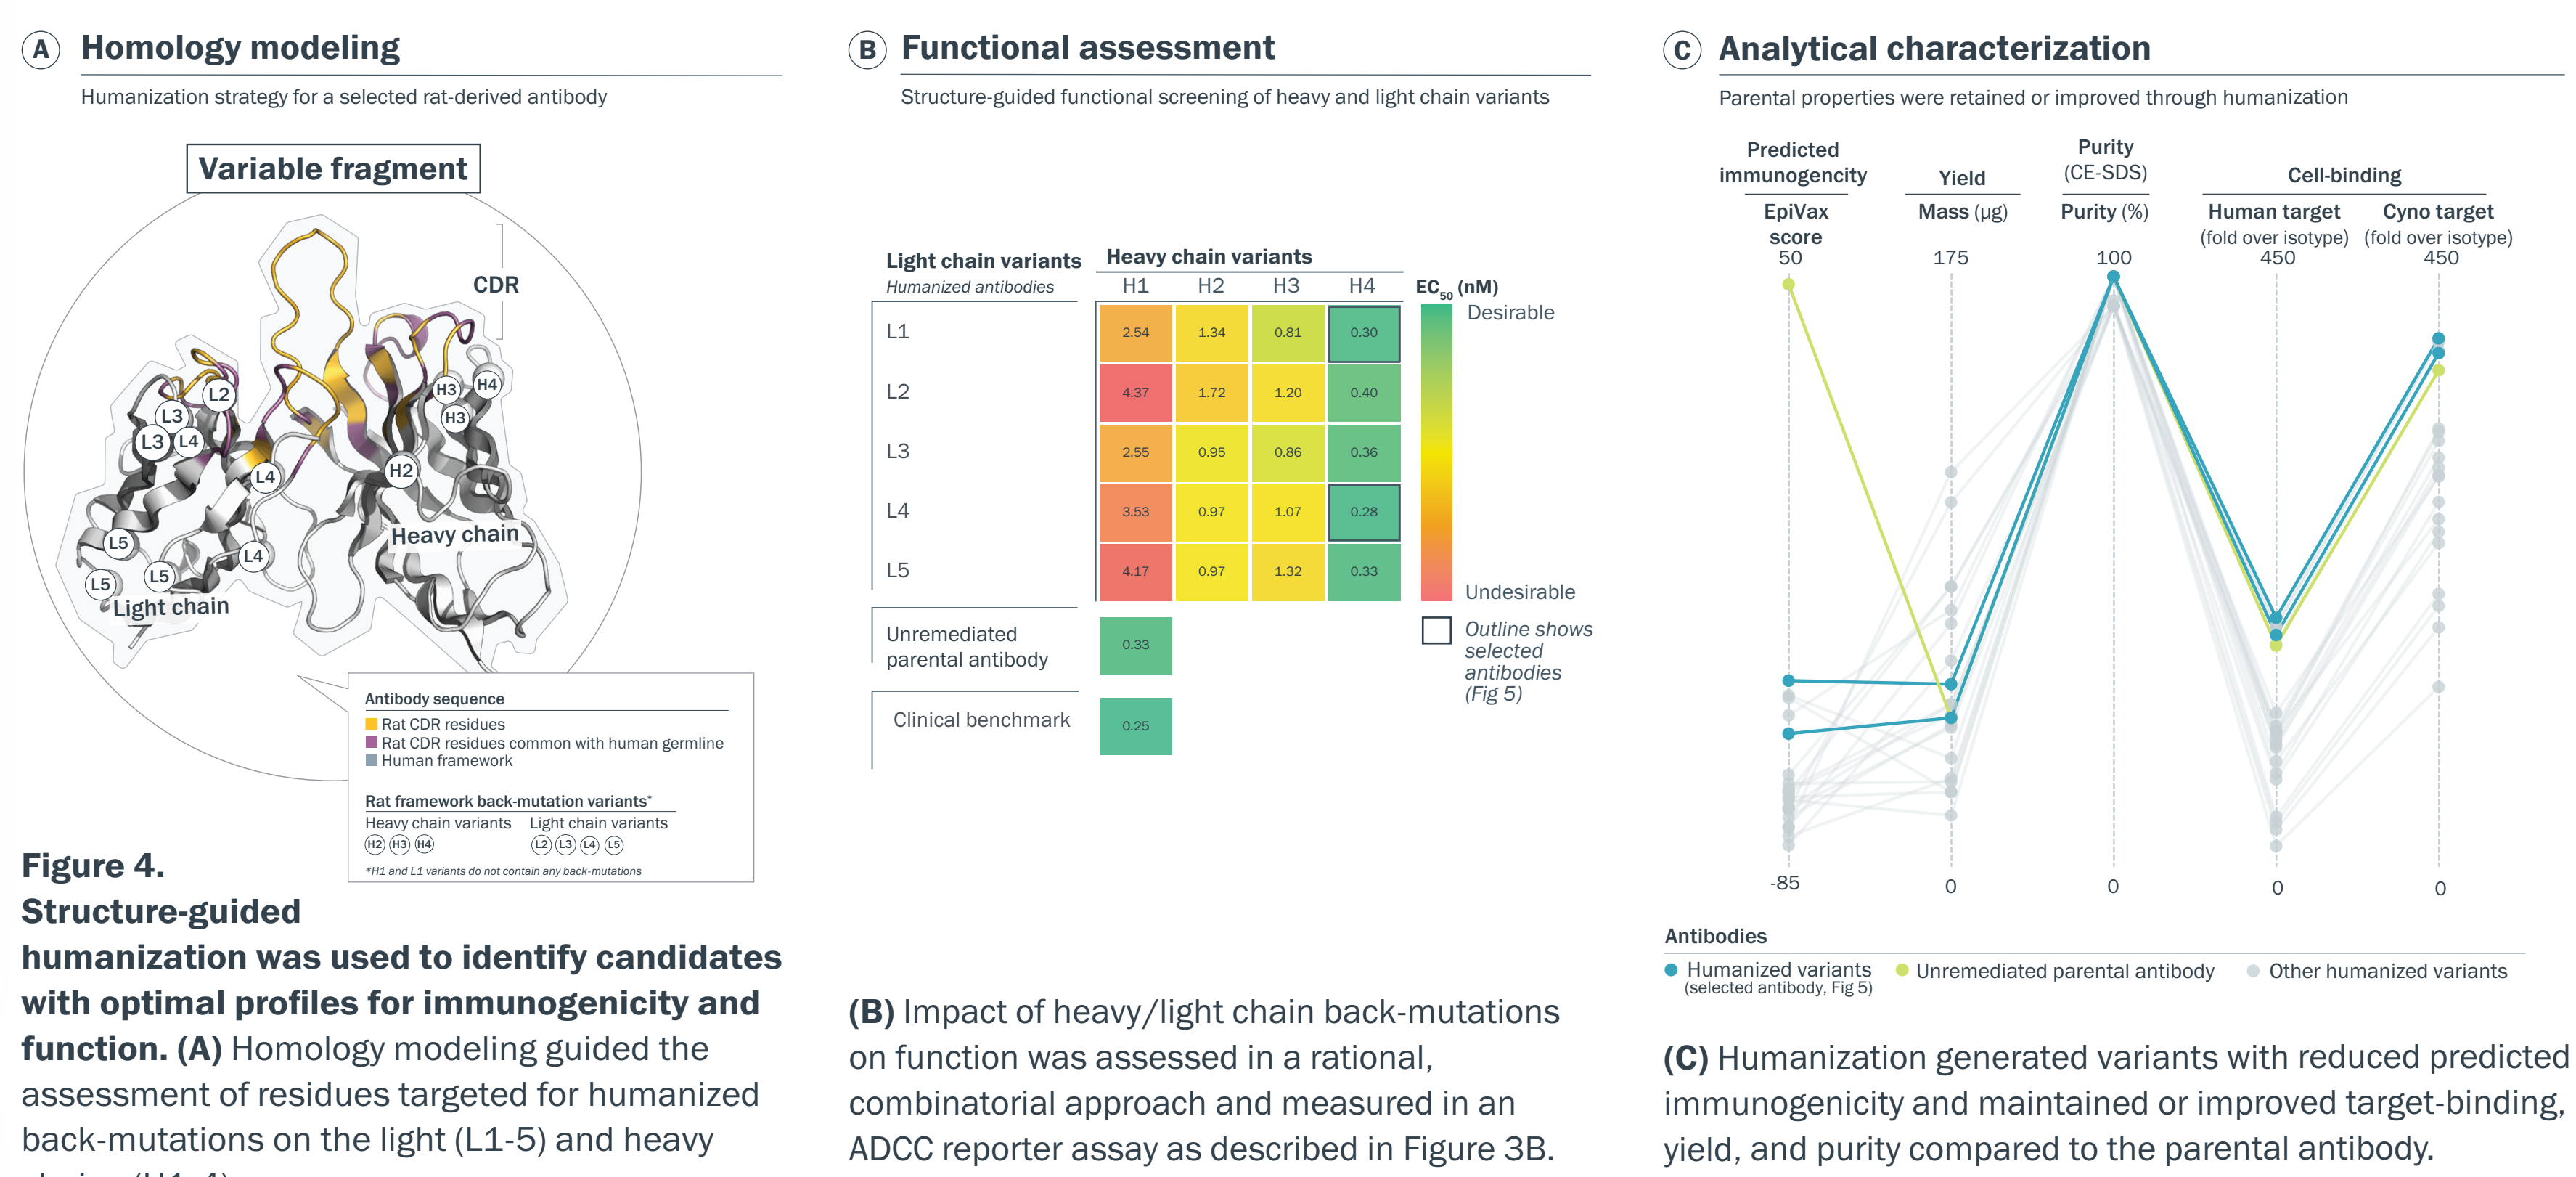 A Homology modeling
Humanization strategy for a selected rat-derived antibody
Variable fragment
CDR
L2
L3
L3
L4
H3
H4
H3
L4
H2
Heavy chain
L5
L4
L5
L5
Light chain
Antibody sequence
Rat CDR residues
Rat CDR residues common with human germline
Human framework
Rat framework back-mutation variants*
Heavy chain variants Light chain variants
H2 H3 H4 L2 L3 L4 L5
*H1 and L1 variants do not contain any back-mutations
Figure 4.
Structure-guided
humanization was used to identify candidates
with optimal profiles for immunogenicity and
function. (A) Homology modeling guided the
assessment of residues targeted for humanized
back-mutations on the light (L1-5) and heavy
B Functional assessment
Structure-guided functional screening of heavy and light chain variants
Light chain variants Heavy chain variants
Humanized antibodies H1 H2 H3 H4 EC50 (nM)
Desirable
L1 2.54 1.34 0.81 0.30
L2 4.37 1.72 1.20 0.40
L3 2.55 0.95 0.86 0.36
L4 3.53 0.97 1.07 0.28
L5 4.17 0.97 1.32 0.33
Undesirable
Outline shows
selected
antibodies
(Fig 5)
Unremediated
parental antibody 0.33
Clinical benchmark 0.25
(B) Impact of heavy/light chain back-mutations
on function was assessed in a rational,
combinatorial approach and measured in an
ADCC reporter assay as described in Figure 3B.
C Analytical characterization
Parental properties were retained or improved through humanization
Predicted
immunogencity
EpiVax
score
50
-85
Yield
Mass (µg)
175
0
Purity
(CE-SDS)
Purity (%)
100
0
Cell-binding
Human target
(fold over isotype)
450
0
Cyno target
(fold over isotype)
450
0
Antibodies
Humanized variants
(selected antibody, Fig 5)
Unremediated parental antibody
Other humanized variants
(C) Humanization generated variants with reduced predicted
immunogenicity and maintained or improved target-binding,
yield, and purity compared to the parental antibody.